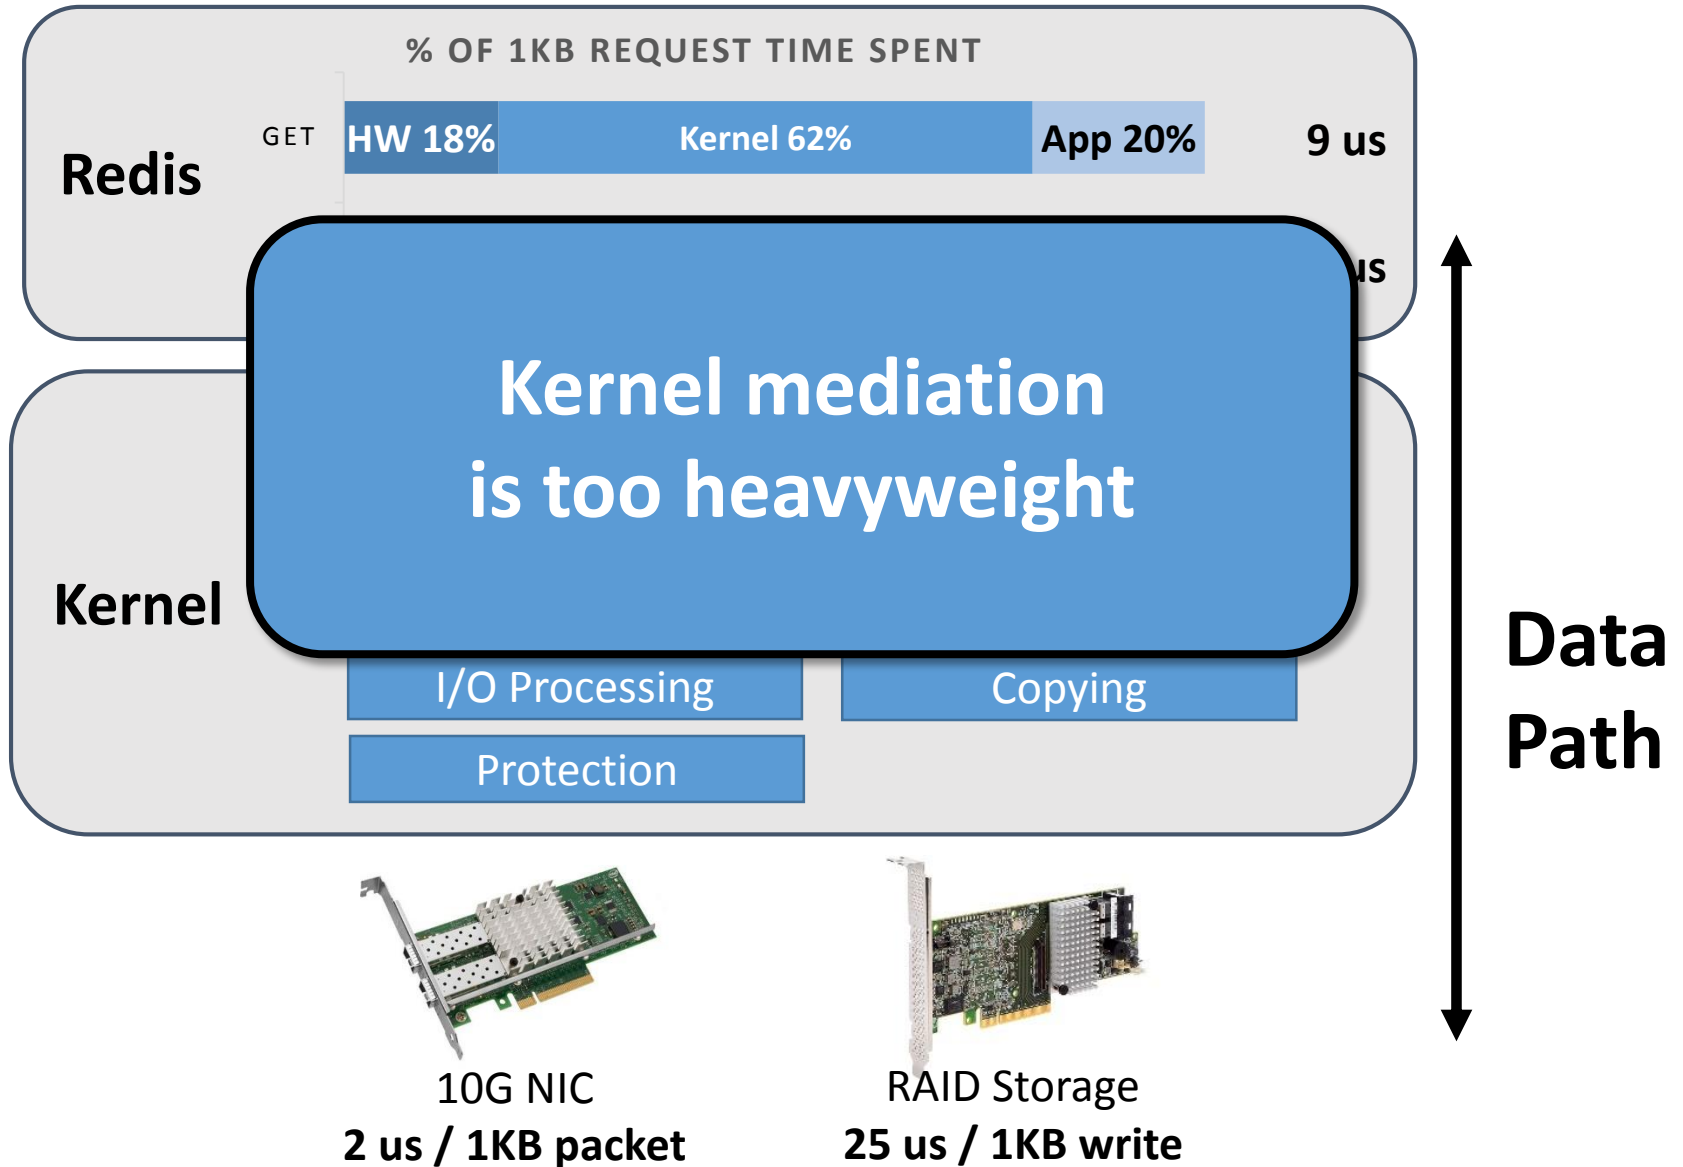 % OF 1KB REQUEST TIME SPENT
GET
HW 18%
Kernel 62%
App 20%
9 us
Redis
us
Kernel mediation
is too heavyweight
Kernel
I/O Processing
Copying
Protection
Data
Path
10G NIC
2 us / 1KB packet
RAID Storage
25 us / 1KB write